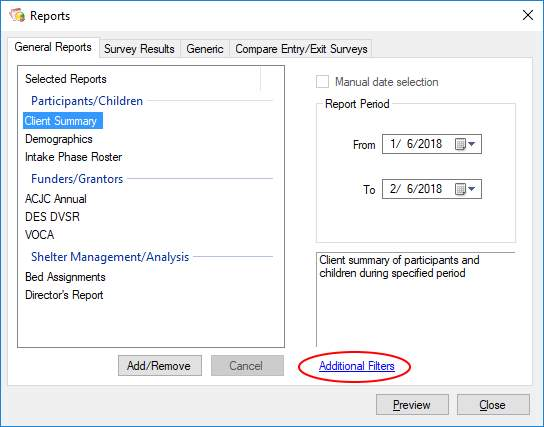 Reports
General Reports Survey Results Generic Compare Entry/Exit Surveys
Selected Reports
Participants/Children
Client Summary
Demographics
Intake Phase Roster
Funders/Grantors
ACJC Annual
DES DVSR
VOCA
Shelter Management/Analysis
Bed Assignments
Director's Report
Add/Remove Cancel
Manual date selection
Report Period
From 1/ 6/2018
To 2/ 6/2018
Client summary of participants and
children during specified period
Additional Filters
Preview Close